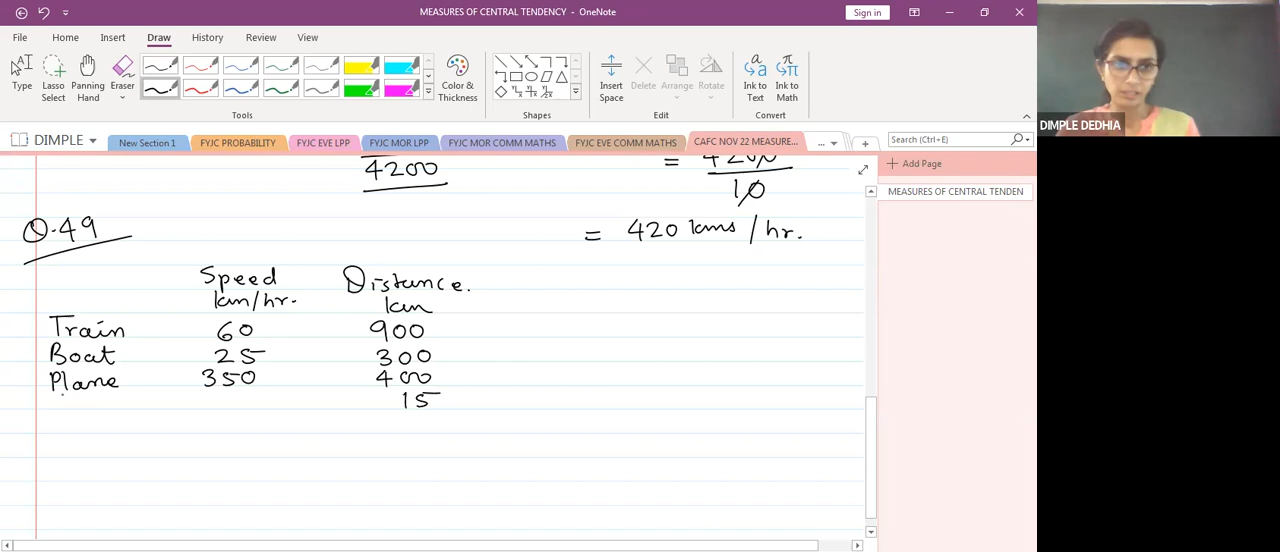 MEASURES OF CENTRAL TENDENCY - OneNote
Sign in
File Home Insert Draw History Review View
Type
Lasso Select
Panning Hand
Eraser
Color & Thickness
Insert Space
Delete
Arrange
Rotate
Ink to Text
Ink to Math
Tools
Shapes
Edit
Convert
DIMPLE DEDHIA
DIMPLE
New Section 1
FYJC PROBABILITY
FYJC EVE LPP
FYJC MOR LPP
FYJC MOR COMM MATHS
FYJC EVE COMM MATHS
CAFC NOV 22 MEASURE...
...
Search (Ctrl+E)
Add Page
MEASURES OF CENTRAL TENDEN
4200
= 4200
10
Q.49
= 420 kms / hr.
Speed Distance.
km/hr. km
Train 60 900
Boat 25 300
Plane 350 400
15